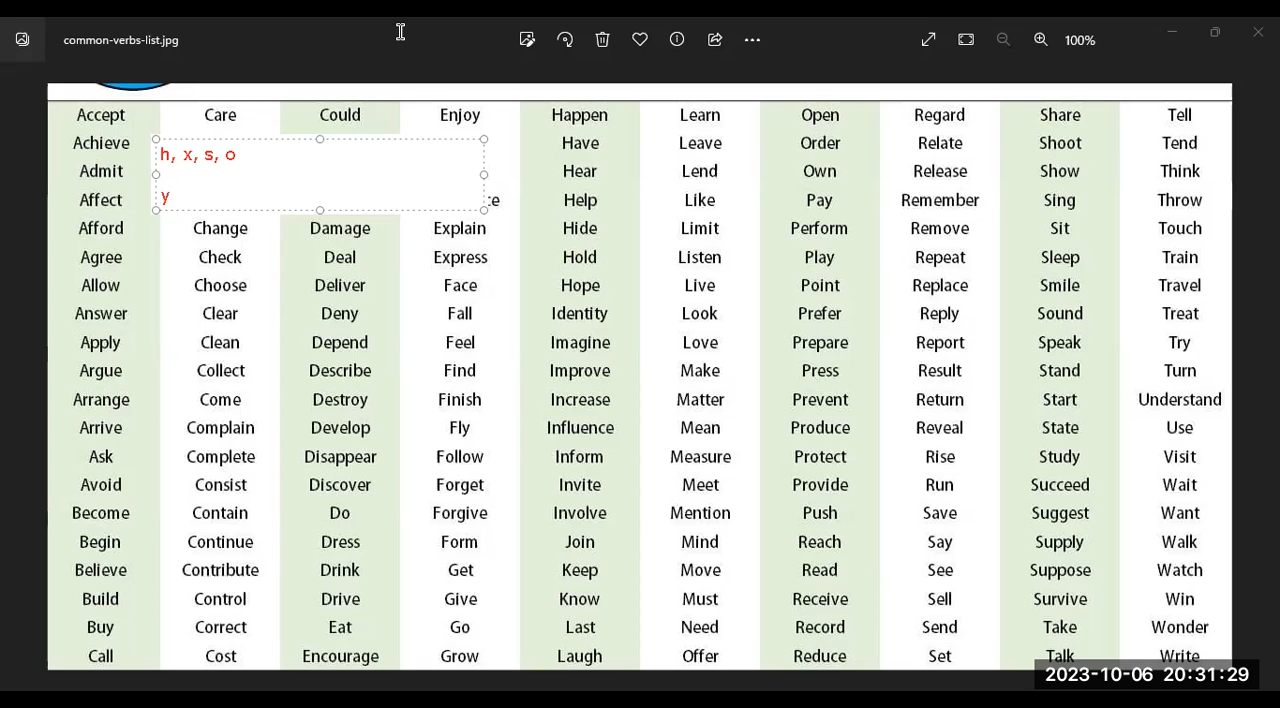 common-verbs-list.jpg 100%
Accept Care Could Enjoy Happen Learn Open Regard Share Tell
Achieve Have Leave Order Relate Shoot Tend
h, x, s, o
Admit Hear Lend Own Release Show Think
y
Affect Help Like Pay Remember Sing Throw
Afford Change Damage Explain Hide Limit Perform Remove Sit Touch
Agree Check Deal Express Hold Listen Play Repeat Sleep Train
Allow Choose Deliver Face Hope Live Point Replace Smile Travel
Answer Clear Deny Fall Identity Look Prefer Reply Sound Treat
Apply Clean Depend Feel Imagine Love Prepare Report Speak Try
Argue Collect Describe Find Improve Make Press Result Stand Turn
Arrange Come Destroy Finish Increase Matter Prevent Return Start Understand
Arrive Complain Develop Fly Influence Mean Produce Reveal State Use
Ask Complete Disappear Follow Inform Measure Protect Rise Study Visit
Avoid Consist Discover Forget Invite Meet Provide Run Succeed Wait
Become Contain Do Forgive Involve Mention Push Save Suggest Want
Begin Continue Dress Form Join Mind Reach Say Supply Walk
Believe Contribute Drink Get Keep Move Read See Suppose Watch
Build Control Drive Give Know Must Receive Sell Survive Win
Buy Correct Eat Go Last Need Record Send Take Wonder
Call Cost Encourage Grow Laugh Offer Reduce Set Talk Write
2023-10-06 20:31:29